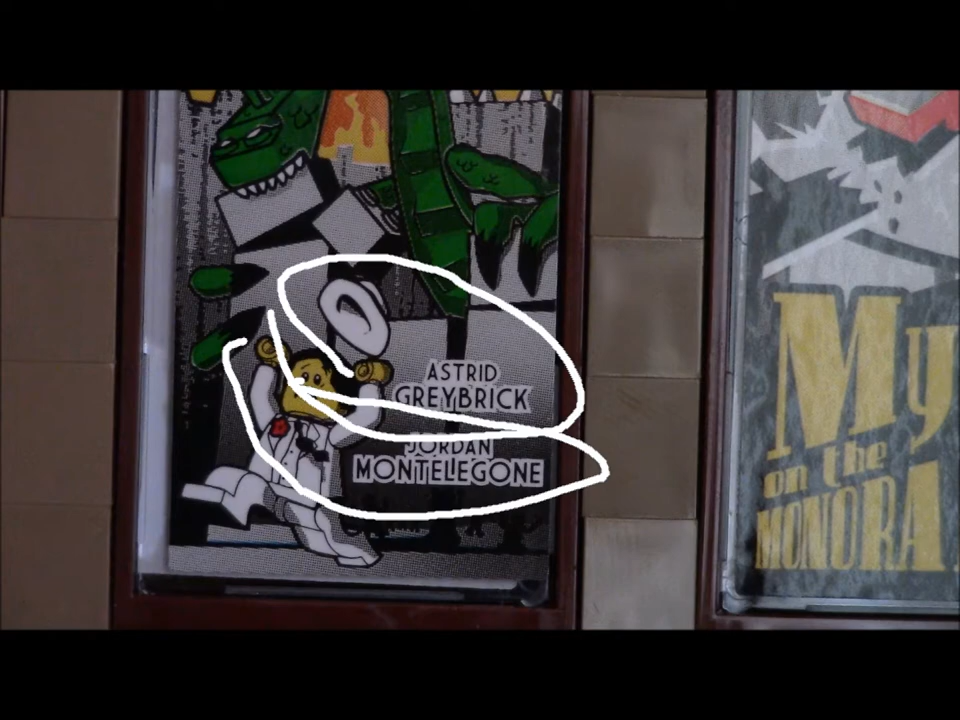 ASTRID
GREYBRICK
JORDAN
MONTELEGONE
My
on the
MONORA